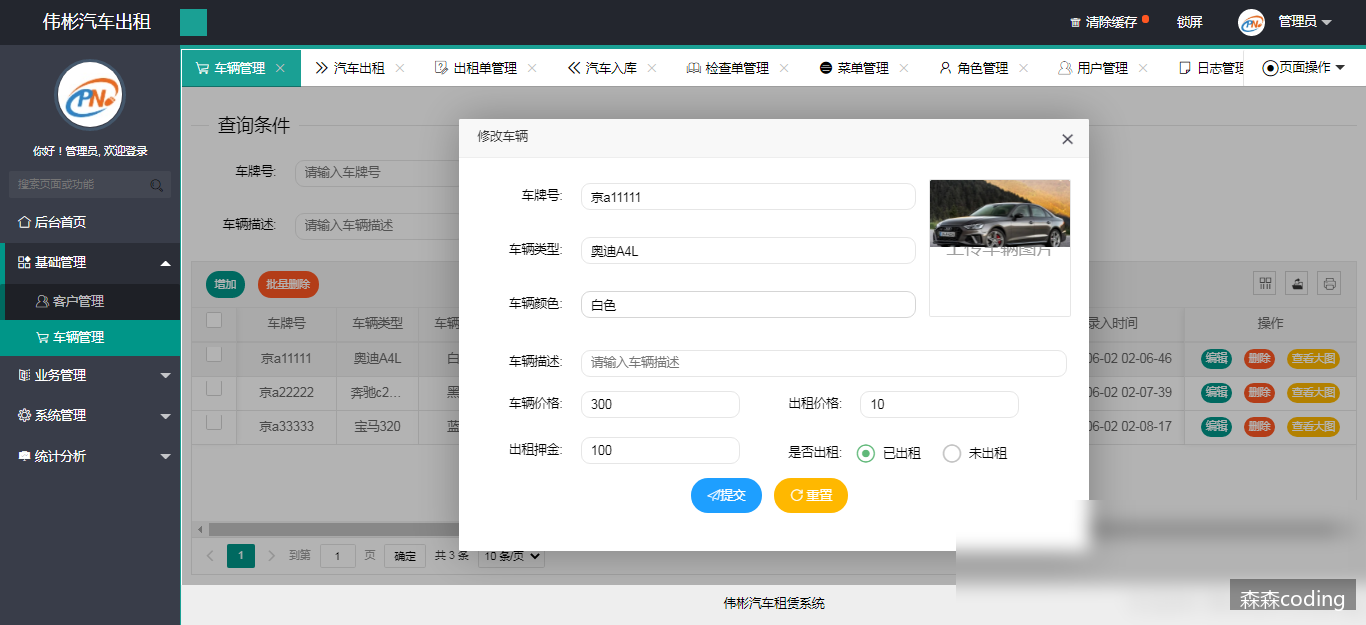 伟彬汽车出租
清除缓存 锁屏 管理员
车辆管理 汽车出租 出租单管理 汽车入库 检查单管理 菜单管理 角色管理 用户管理 日志管理 页面操作
PN
你好！管理员, 欢迎登录
搜索页面或功能
后台首页
基础管理
客户管理
车辆管理
业务管理
系统管理
统计分析
查询条件
车牌号: 请输入车牌号
车辆描述: 请输入车辆描述
增加 批量删除
车牌号 车辆类型 车辆 录入时间 操作
京a11111 奥迪A4L 白 06-02 02-06-46 编辑 删除 查看大图
京a22222 奔驰c2... 黑 06-02 02-07-39 编辑 删除 查看大图
京a33333 宝马320 蓝 06-02 02-08-17 编辑 删除 查看大图
1 到第 1 页 确定 共 3 条 10 条/页
修改车辆
车牌号: 京a11111
车辆类型: 奥迪A4L
上传车辆图片
车辆颜色: 白色
车辆描述: 请输入车辆描述
车辆价格: 300 出租价格: 10
出租押金: 100 是否出租: 已出租 未出租
提交 重置
伟彬汽车租赁系统
森森coding